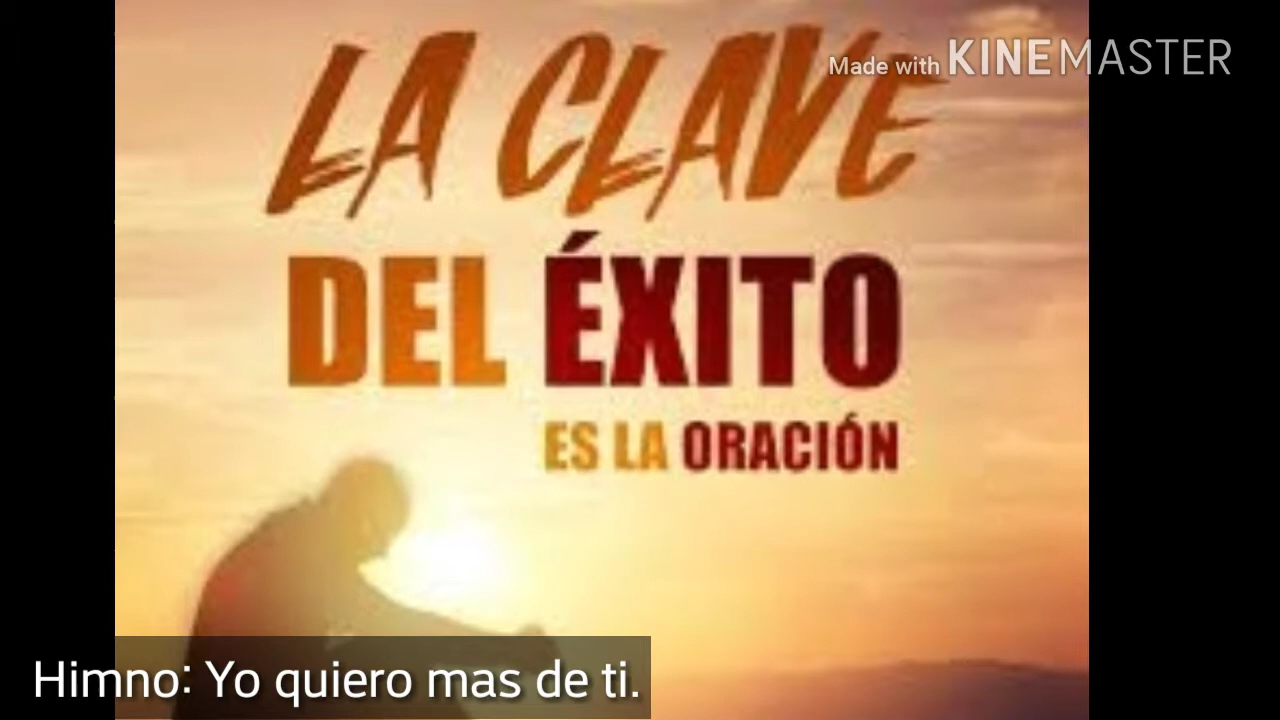 LA CLAVE
Made with KINEMASTER
DEL ÉXITO
ES LA ORACIÓN
Himno: Yo quiero mas de ti.